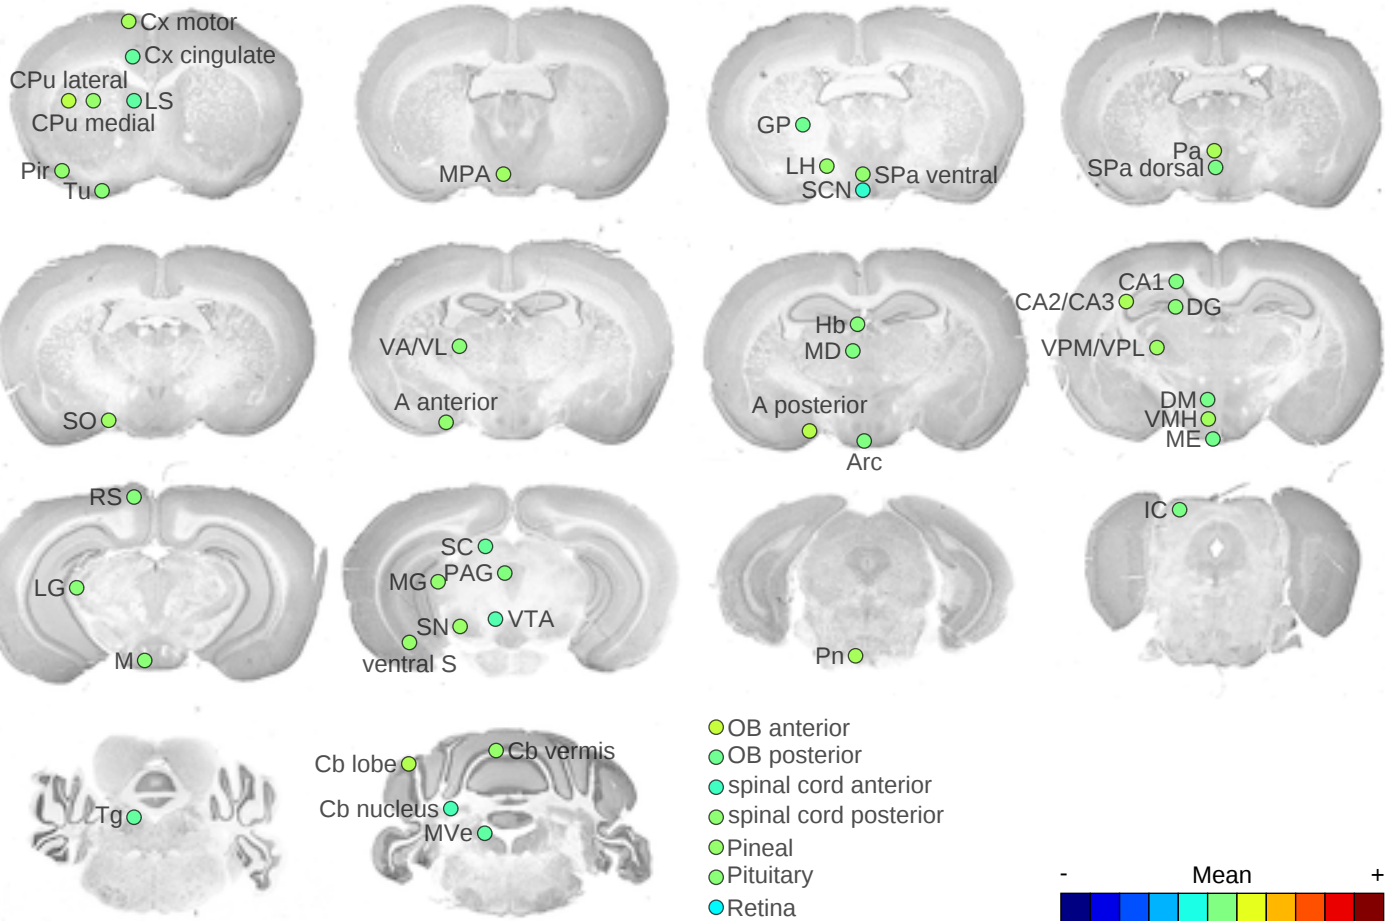 Cx motor
Cx cingulate
CPu lateral
LS
CPu medial
Pir
Tu
MPA
GP
LH
SPa ventral
SCN
Pa
SPa dorsal
SO
VA/VL
A anterior
Hb
MD
A posterior
Arc
CA1
CA2/CA3
DG
VPM/VPL
DM
VMH
ME
RS
LG
M
SC
MG
PAG
SN
VTA
ventral S
Pn
IC
Tg
Cb lobe
Cb vermis
Cb nucleus
MVe
OB anterior
OB posterior
spinal cord anterior
spinal cord posterior
Pineal
Pituitary
Retina
- Mean +